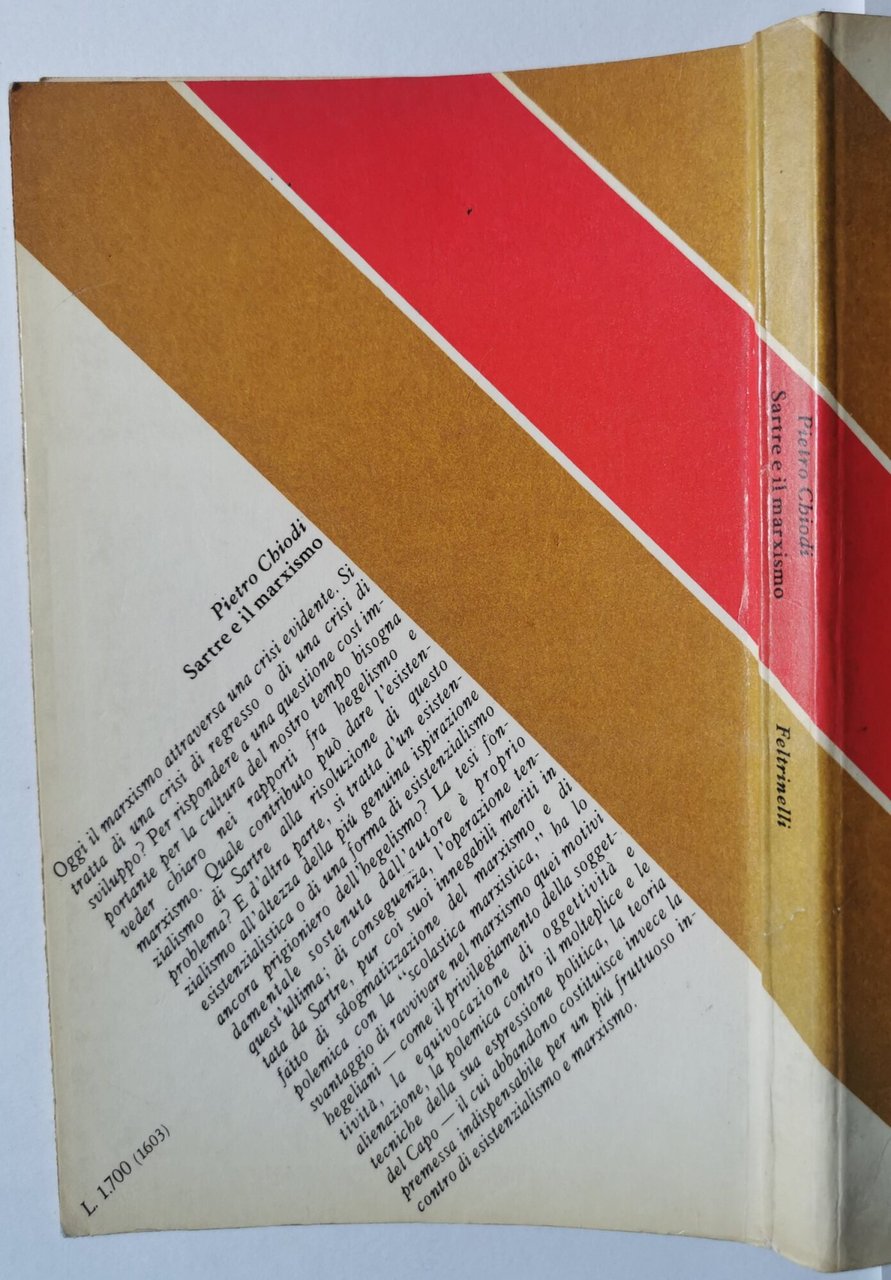 Pietro Chiodi
Sartre e il marxismo
Oggi il marxismo attraversa una crisi evidente. Si
tratta di una crisi di regresso o di una crisi di
sviluppo? Per rispondere a una questione cosí im-
portante per la cultura del nostro tempo bisogna
veder chiaro nei rapporti fra hegelismo e
marxismo. Quale contributo può dare l'esisten-
zialismo di Sartre alla risoluzione di questo
problema? E d'altra parte, si tratta d'un esisten-
zialismo all'altezza della piú genuina ispirazione
esistenzialistica o di una forma di esistenzialismo
ancora prigioniero dell'hegelismo? La tesi fon-
damentale sostenuta dall'autore è proprio
quest'ultima; di conseguenza, l'operazione ten-
tata da Sartre, pur coi suoi innegabili meriti in
fatto di sdogmatizzazione del marxismo e di
polemica con la "scolastica marxistica," ha lo
svantaggio di ravvivare nel marxismo quei motivi
hegeliani — come il privilegiamento della sogget-
tività, la equivocazione di oggettività e
alienazione, la polemica contro il molteplice e le
tecniche della sua espressione politica, la teoria
del Capo — il cui abbandono costituisce invece la
premessa indispensabile per un piú fruttuoso in-
contro di esistenzialismo e marxismo.
L. 1.700 (1603)
Pietro Chiodi
Sartre e il marxismo
Feltrinelli